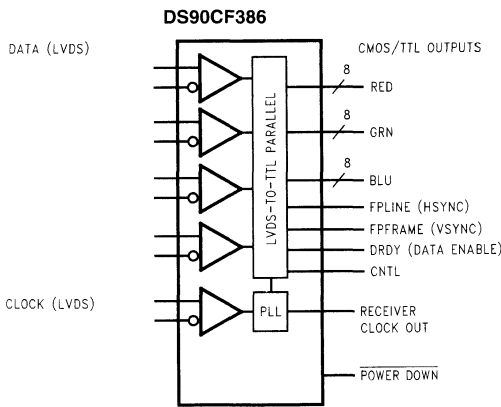 DS90CF386
DATA (LVDS)
CMOS/TTL OUTPUTS
8
RED
8
GRN
8
BLU
LVDS-TO-TTL PARALLEL
FPLINE (HSYNC)
FPFRAME (VSYNC)
DRDY (DATA ENABLE)
CNTL
CLOCK (LVDS)
PLL
RECEIVER
CLOCK OUT
POWER DOWN